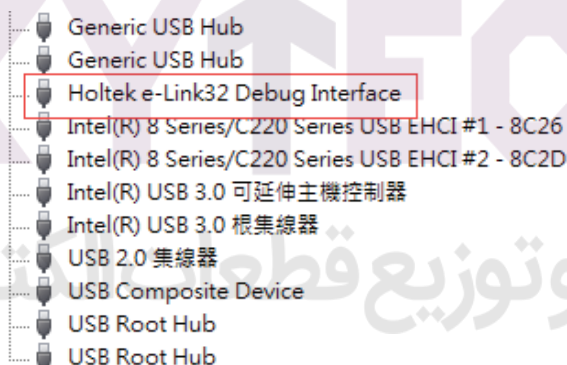 Generic USB Hub
Generic USB Hub
Holtek e-Link32 Debug Interface
Intel(R) 8 Series/C220 Series USB EHCI #1 - 8C26
Intel(R) 8 Series/C220 Series USB EHCI #2 - 8C2D
Intel(R) USB 3.0 可延伸主機控制器
Intel(R) USB 3.0 根集線器
USB 2.0 集線器
USB Composite Device
USB Root Hub
USB Root Hub
وتوزيع قطعات